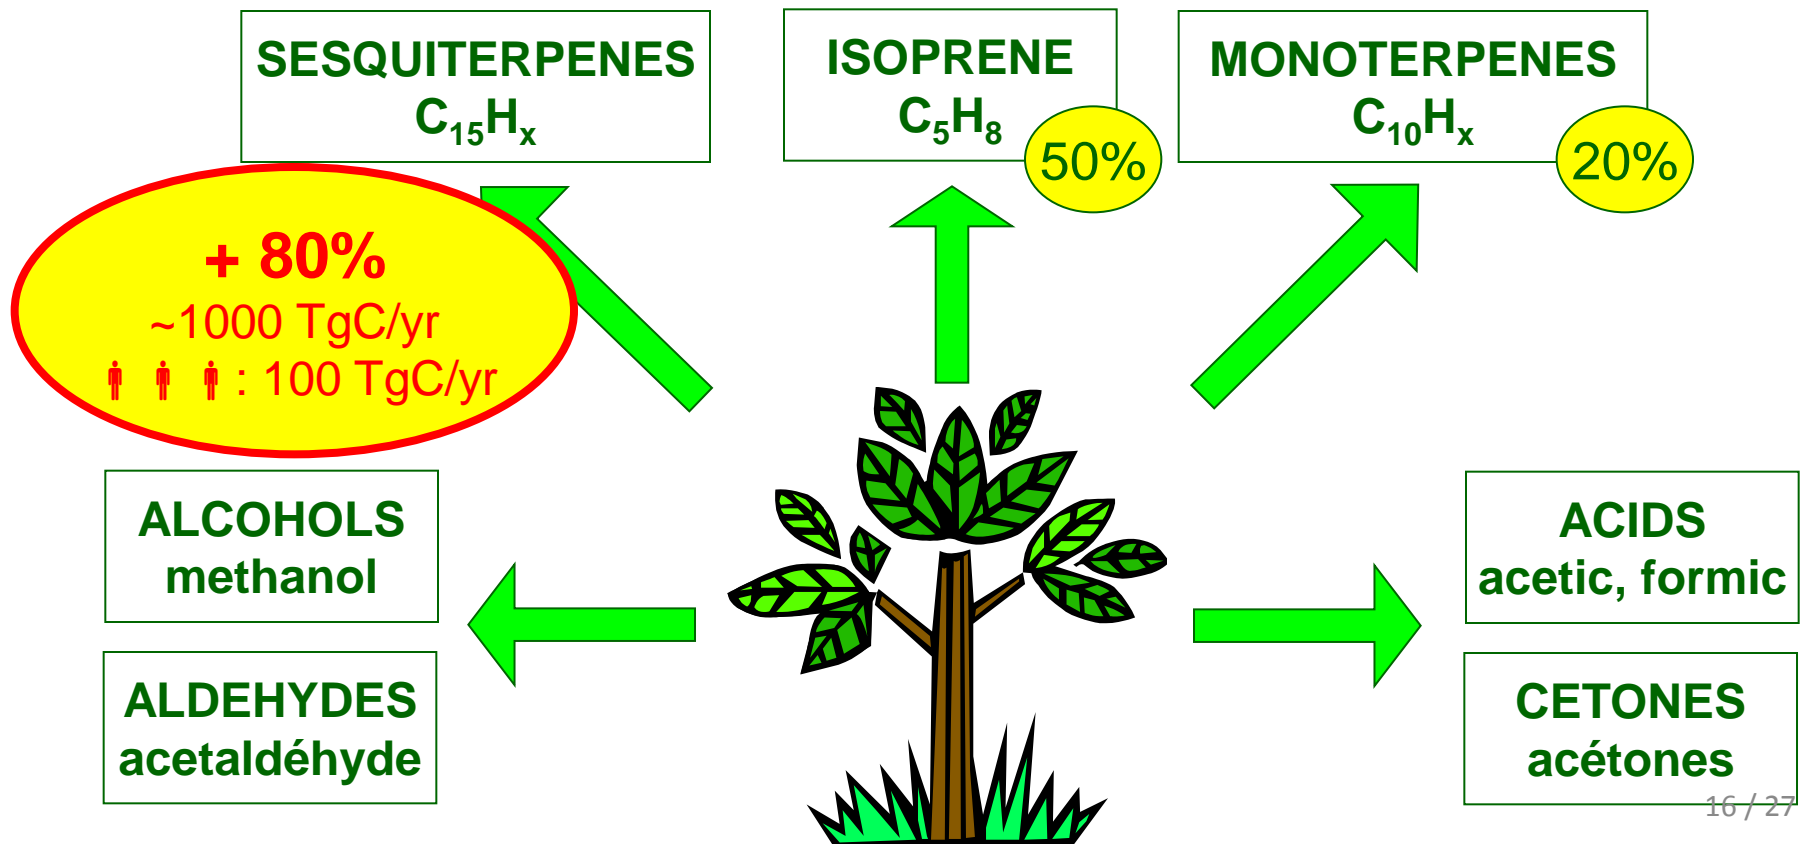 SESQUITERPENES
C₁₅Hₓ
ISOPRENE
C₅H₈
50%
MONOTERPENES
C₁₀Hₓ
20%
+ 80%
~1000 TgC/yr
: 100 TgC/yr
ALCOHOLS
methanol
ALDEHYDES
acetaldéhyde
ACIDS
acetic, formic
CETONES
acétones
16 / 27